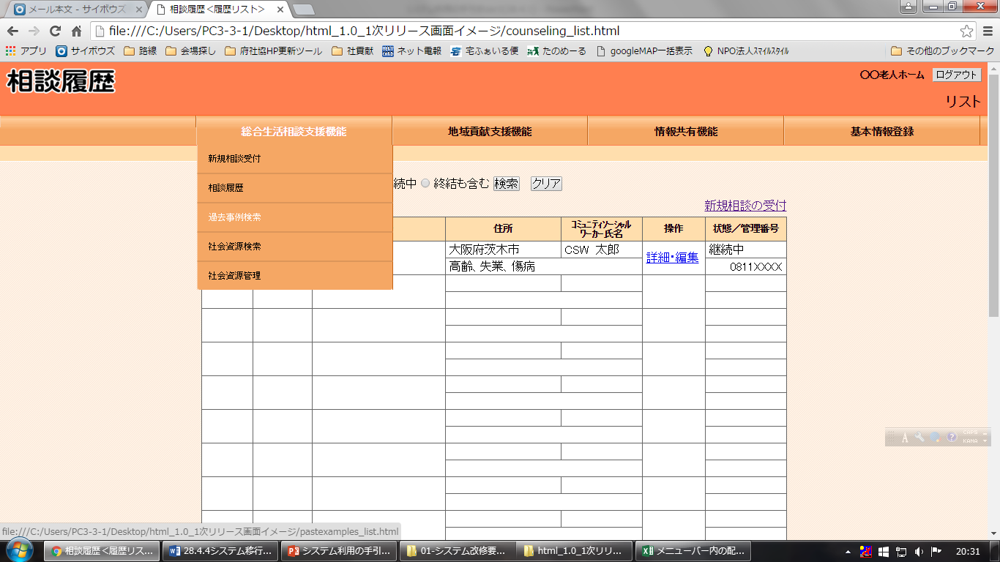 メール本文 - サイボウズ
相談履歴<履歴リスト>
file:///C:/Users/PC3-3-1/Desktop/html_1.0_1次リリース画面イメージ/counseling_list.html
アプリ サイボウズ 路線 会場探し 府社協HP更新ツール 社貢献 ネット電報 宅ふぁいる便 たのめーる googleMAP一括表示 NPO法人ｽﾏｲﾙｽﾀｲﾙ その他のブックマーク
相談履歴
〇〇老人ホーム ログアウト
リスト
総合生活相談支援機能 地域貢献支援機能 情報共有機能 基本情報登録
新規相談受付
相談履歴
過去事例検索
社会資源検索
社会資源管理
続中 終結も含む 検索 クリア
新規相談の受付
住所 ｺﾐｭﾆﾃｨｿｰｼｬﾙ 操作 状態／管理番号
ワーカー氏名
大阪府茨木市 CSW 太郎 詳細・編集 継続中
高齢、失業、傷病 0811XXXX
A CAPS
KANA
file:///C:/Users/PC3-3-1/Desktop/html_1.0_1次リリース画面イメージ/pastexamples_list.html
相談履歴<履歴リス... 28.4.4システム移行... システム利用の手引... 01-システム改修要... html_1.0_1次リリ... メニューバー内の配... 20:31